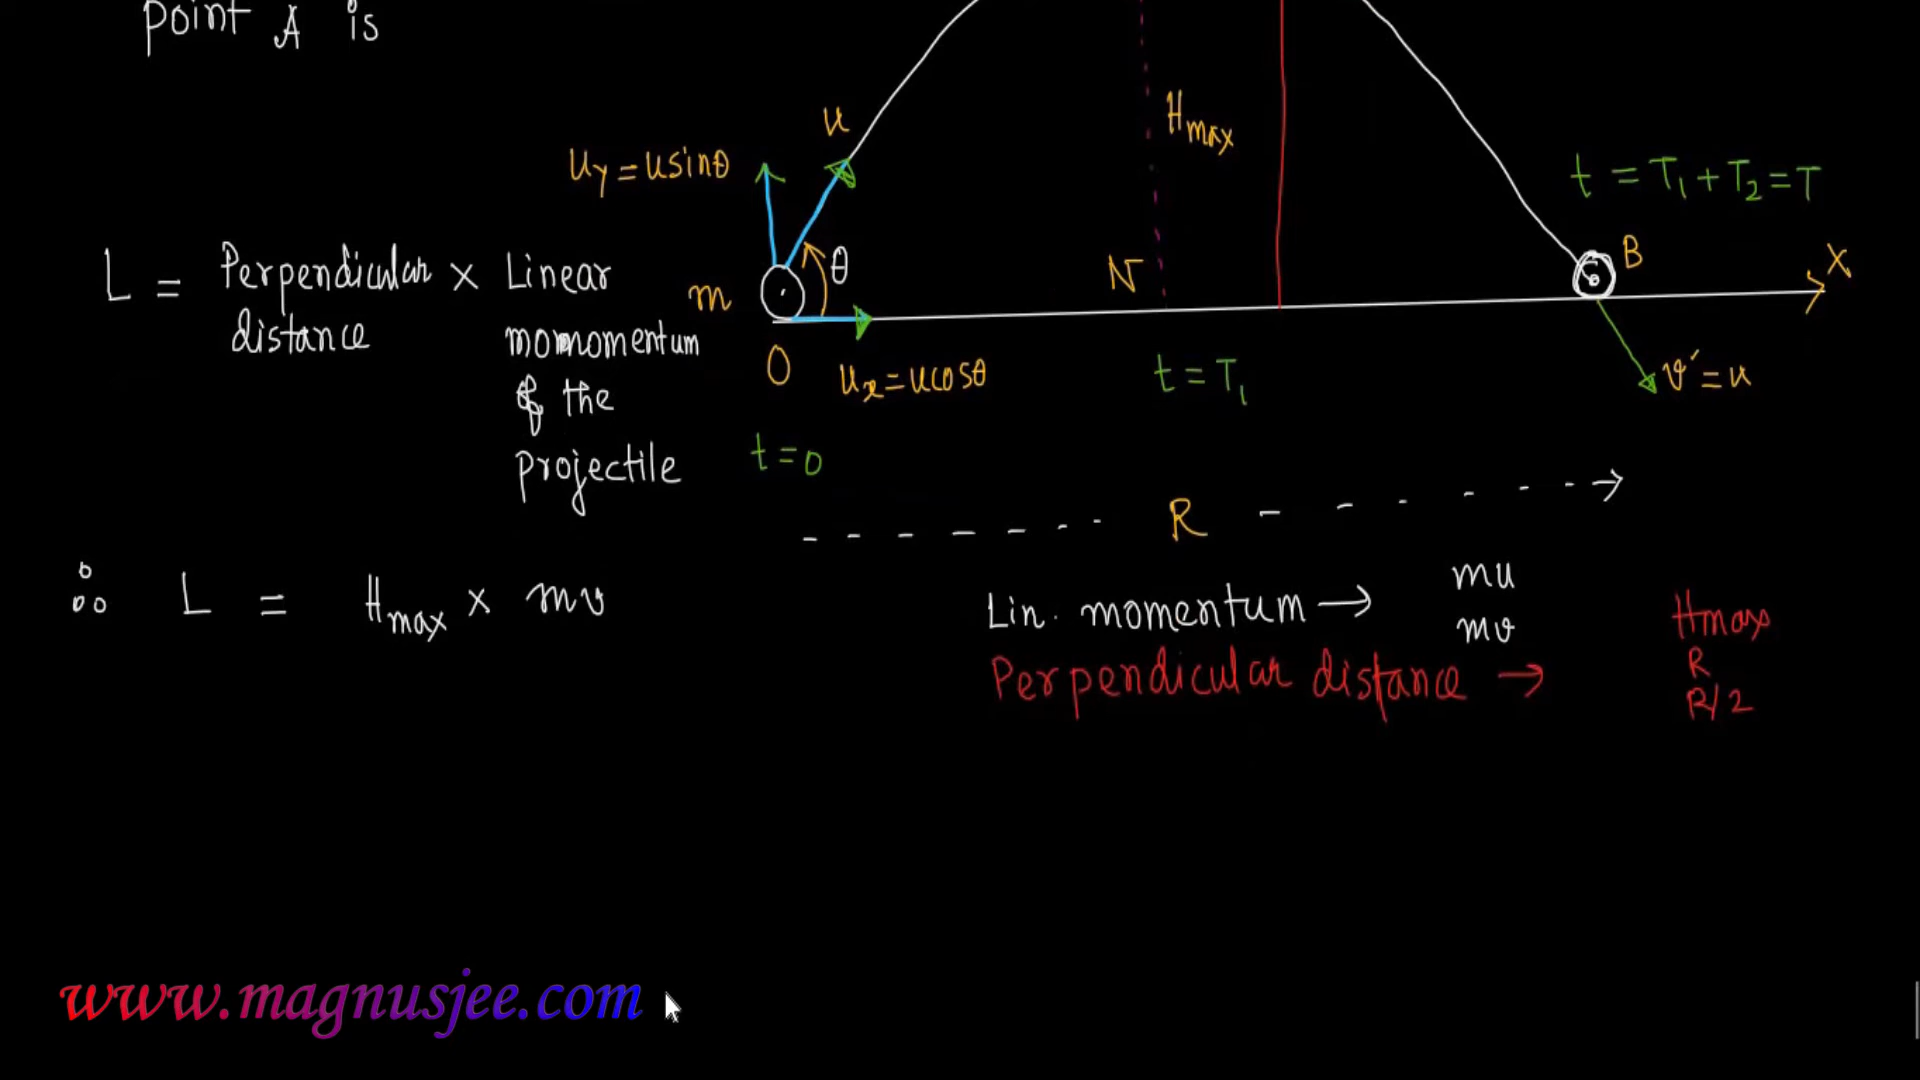 point A is
Hmax
u
uy = usinθ
t = T1 + T2 = T
L = Perpendicular distance × Linear momomentum of the projectile
m
θ
N
B
X
O
ux = ucosθ
t = T1
v' = u
t = 0
R
∴ L = Hmax × mv
Lin. momentum → mu
mv
Perpendicular distance → Hmax
R
R/2
www.magnusjee.com